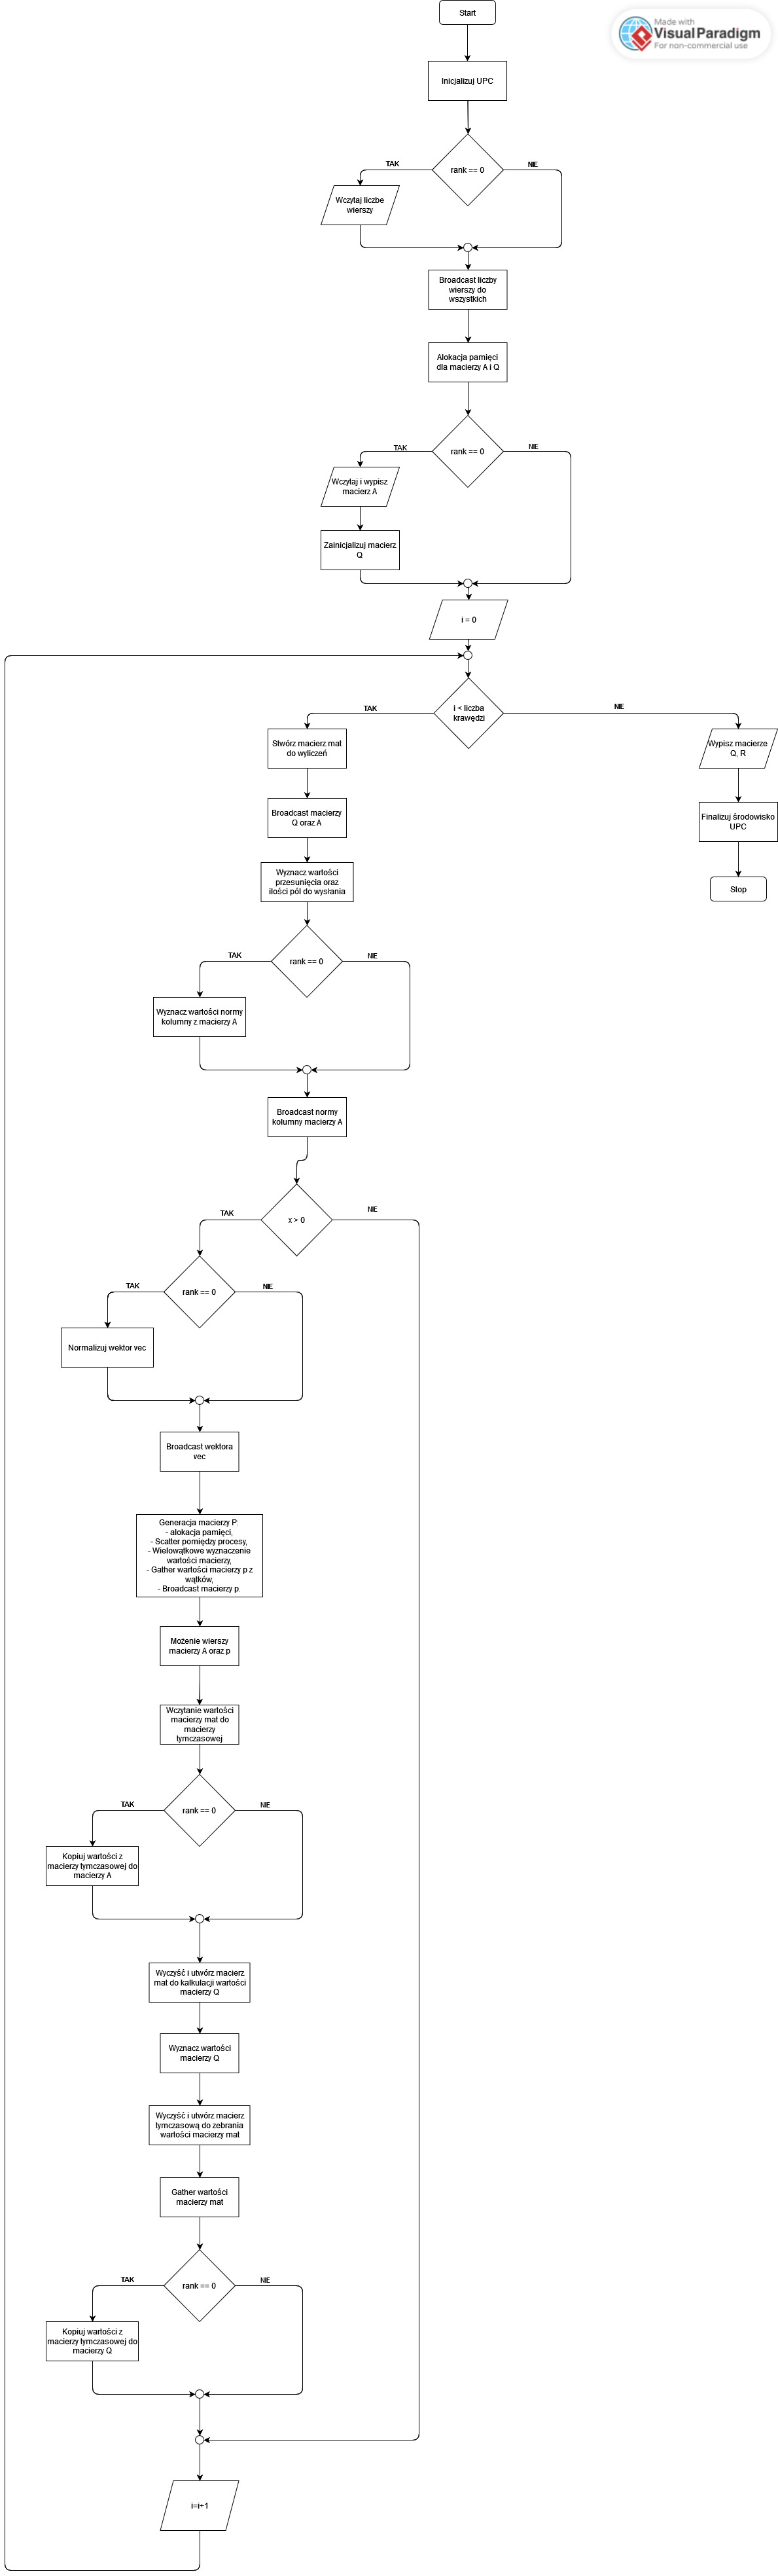 Made with
VisualParadigm
For non-commercial use
Start
Inicjalizuj UPC
rank == 0
TAK
NIE
Wczytaj liczbe
wierszy
Broadcast liczby
wierszy do
wszystkich
Alokacja pamięci
dla macierzy A i Q
rank == 0
TAK
NIE
Wczytaj i wypisz
macierz A
Zainicjalizuj macierz
Q
i = 0
i < liczba
krawędzi
TAK
NIE
Stwórz macierz mat
do wyliczeń
Wypisz macierze
Q, R
Broadcast macierzy
Q oraz A
Finalizuj środowisko
UPC
Wyznacz wartości
przesunięcia oraz
ilości pól do wysłania
Stop
rank == 0
TAK
NIE
Wyznacz wartości normy
kolumny z macierzy A
Broadcast normy
kolumny macierzy A
x > 0
TAK
NIE
rank == 0
TAK
NIE
Normalizuj wektor vec
Broadcast wektora
vec
Generacja macierzy P:
- alokacja pamięci,
- Scatter pomiędzy procesy,
- Wielowątkowe wyznaczenie
wartości macierzy,
- Gather wartości macierzy p z
wątków,
- Broadcast macierzy p.
Możenie wierszy
macierzy A oraz p
Wczytanie wartości
macierzy mat do
macierzy
tymczasowej
rank == 0
TAK
NIE
Kopiuj wartości z
macierzy tymczasowej do
macierzy A
Wyczyść i utwórz macierz
mat do kalkulacji wartości
macierzy Q
Wyznacz wartości
macierzy Q
Wyczyść i utwórz macierz
tymczasową do zebrania
wartości macierzy mat
Gather wartości
macierzy mat
rank == 0
TAK
NIE
Kopiuj wartości z
macierzy tymczasowej do
macierzy Q
i=i+1